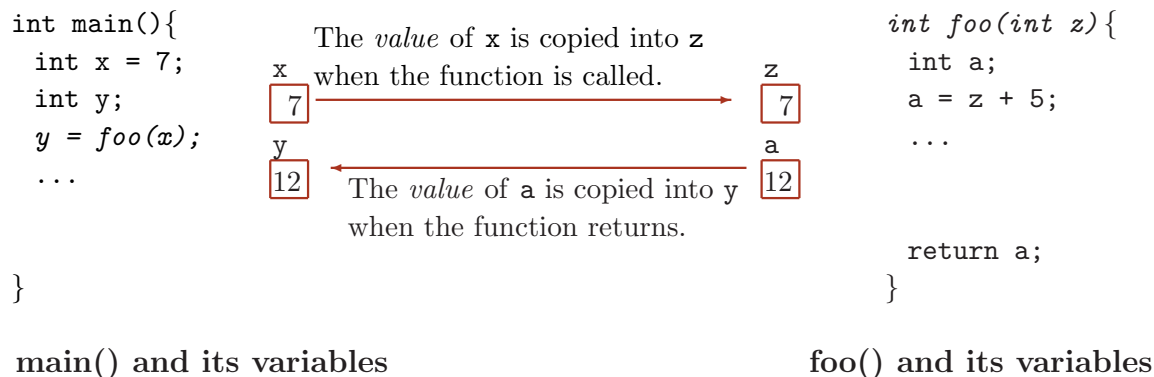 int main(){
int x = 7;
int y;
y = foo(x);
...
}
The value of x is copied into z
when the function is called.
x
7
z
7
y
12
a
12
The value of a is copied into y
when the function returns.
int foo(int z){
int a;
a = z + 5;
...
return a;
}
main() and its variables
foo() and its variables